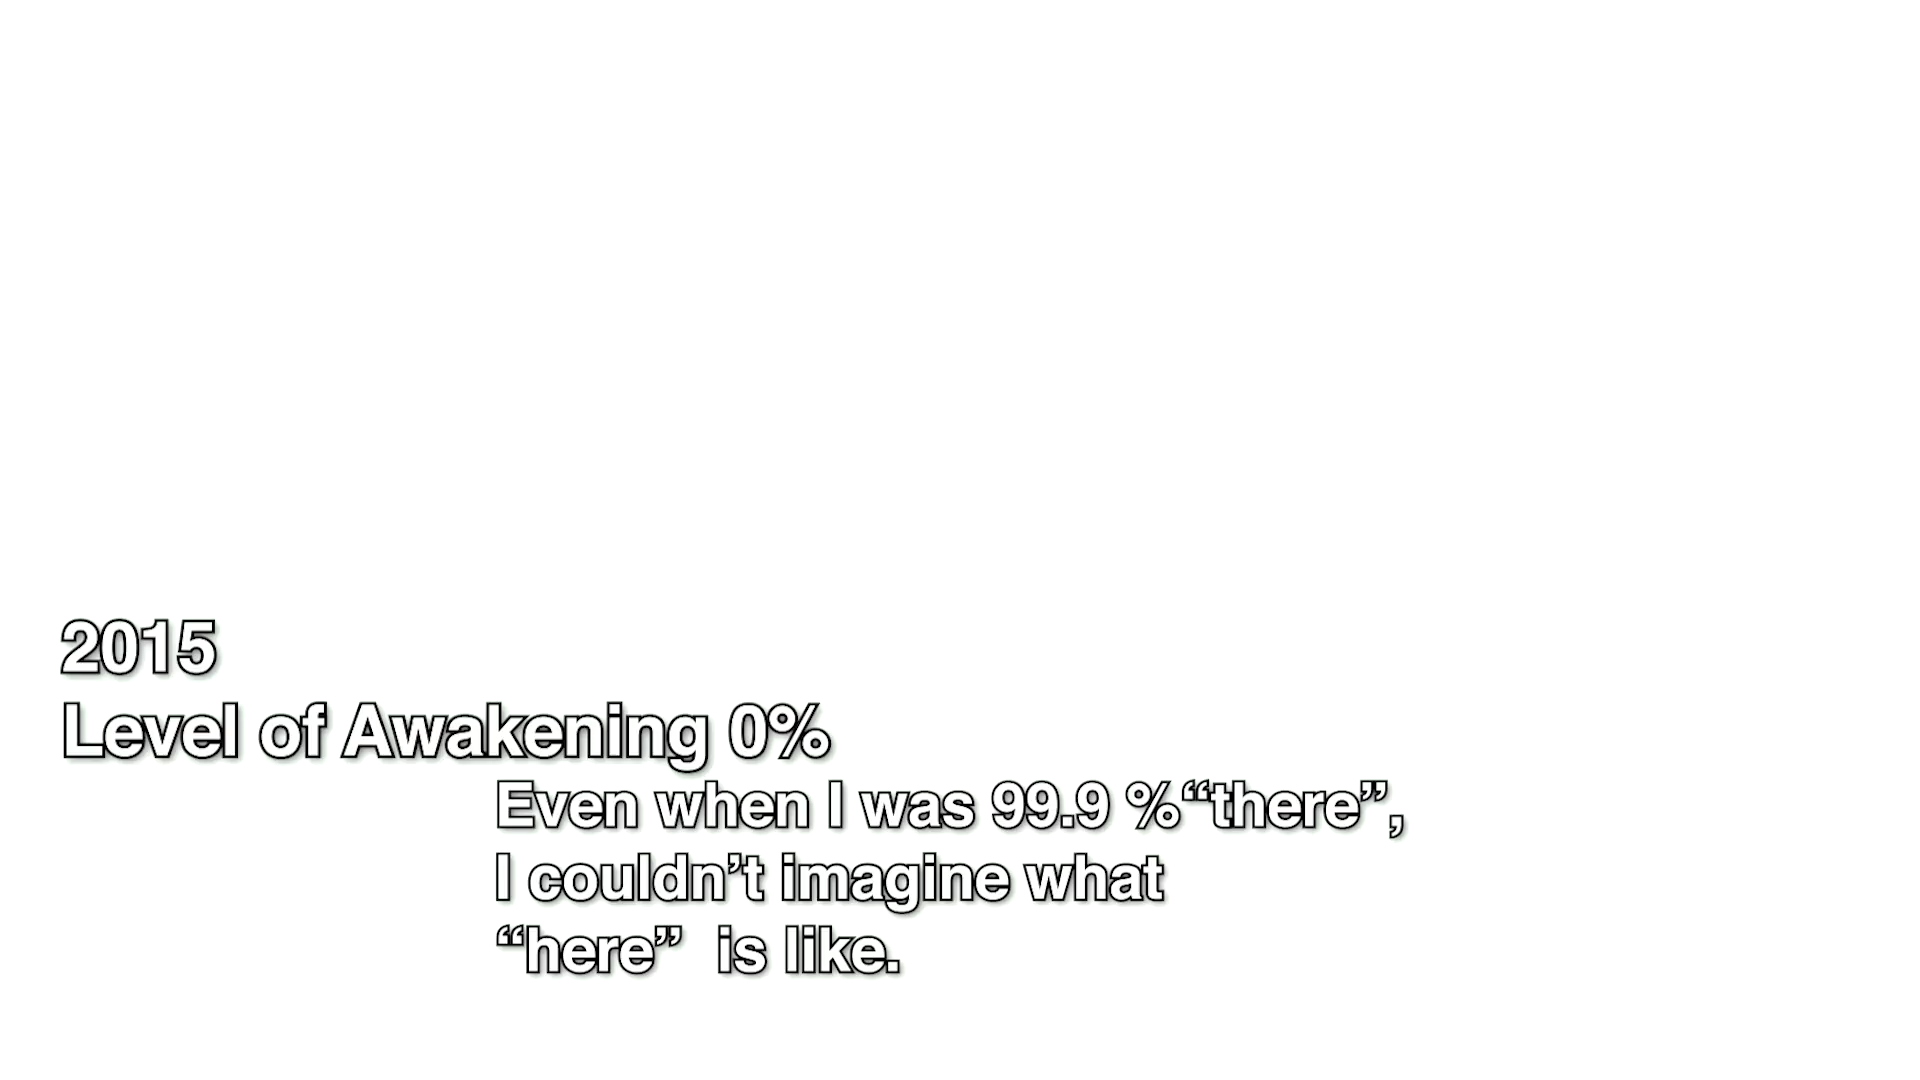 2015
Level of Awakening 0%
Even when I was 99.9 %“there”,
I couldn’t imagine what
“here”  is like.